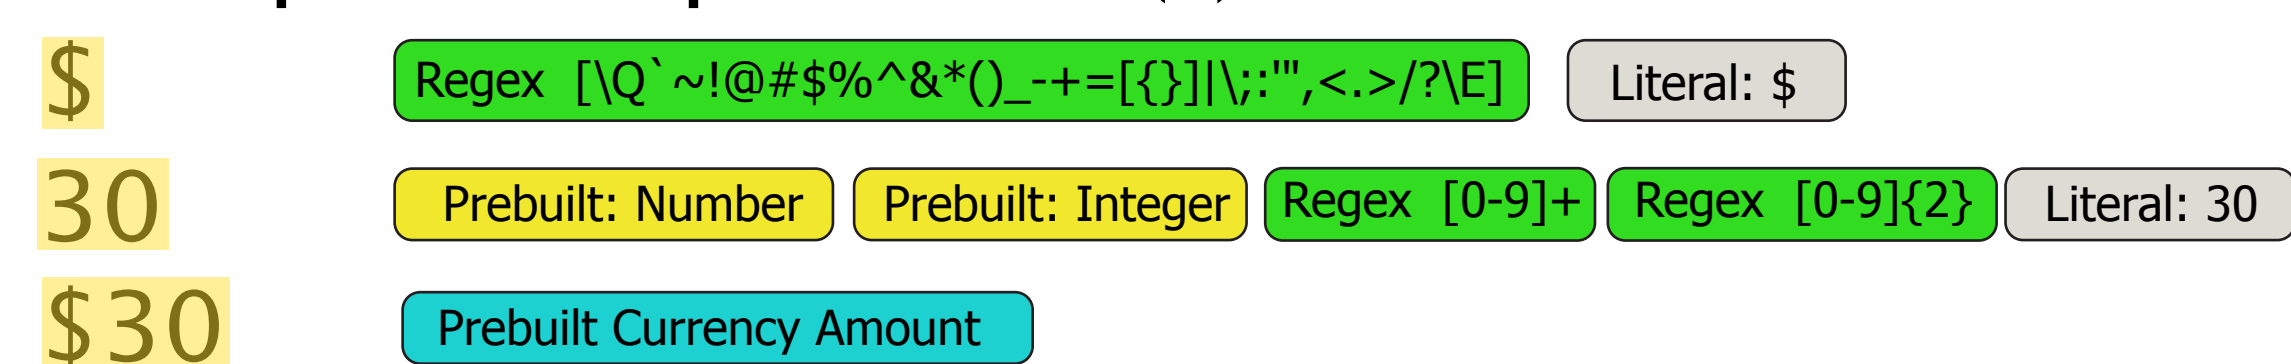 $ Regex [\Q`~!@#$%^&*()_-+=[{}]|\;:'",<.>/?\E] Literal: $
30 Prebuilt: Number Prebuilt: Integer Regex [0-9]+ Regex [0-9]{2} Literal: 30
$30 Prebuilt Currency Amount